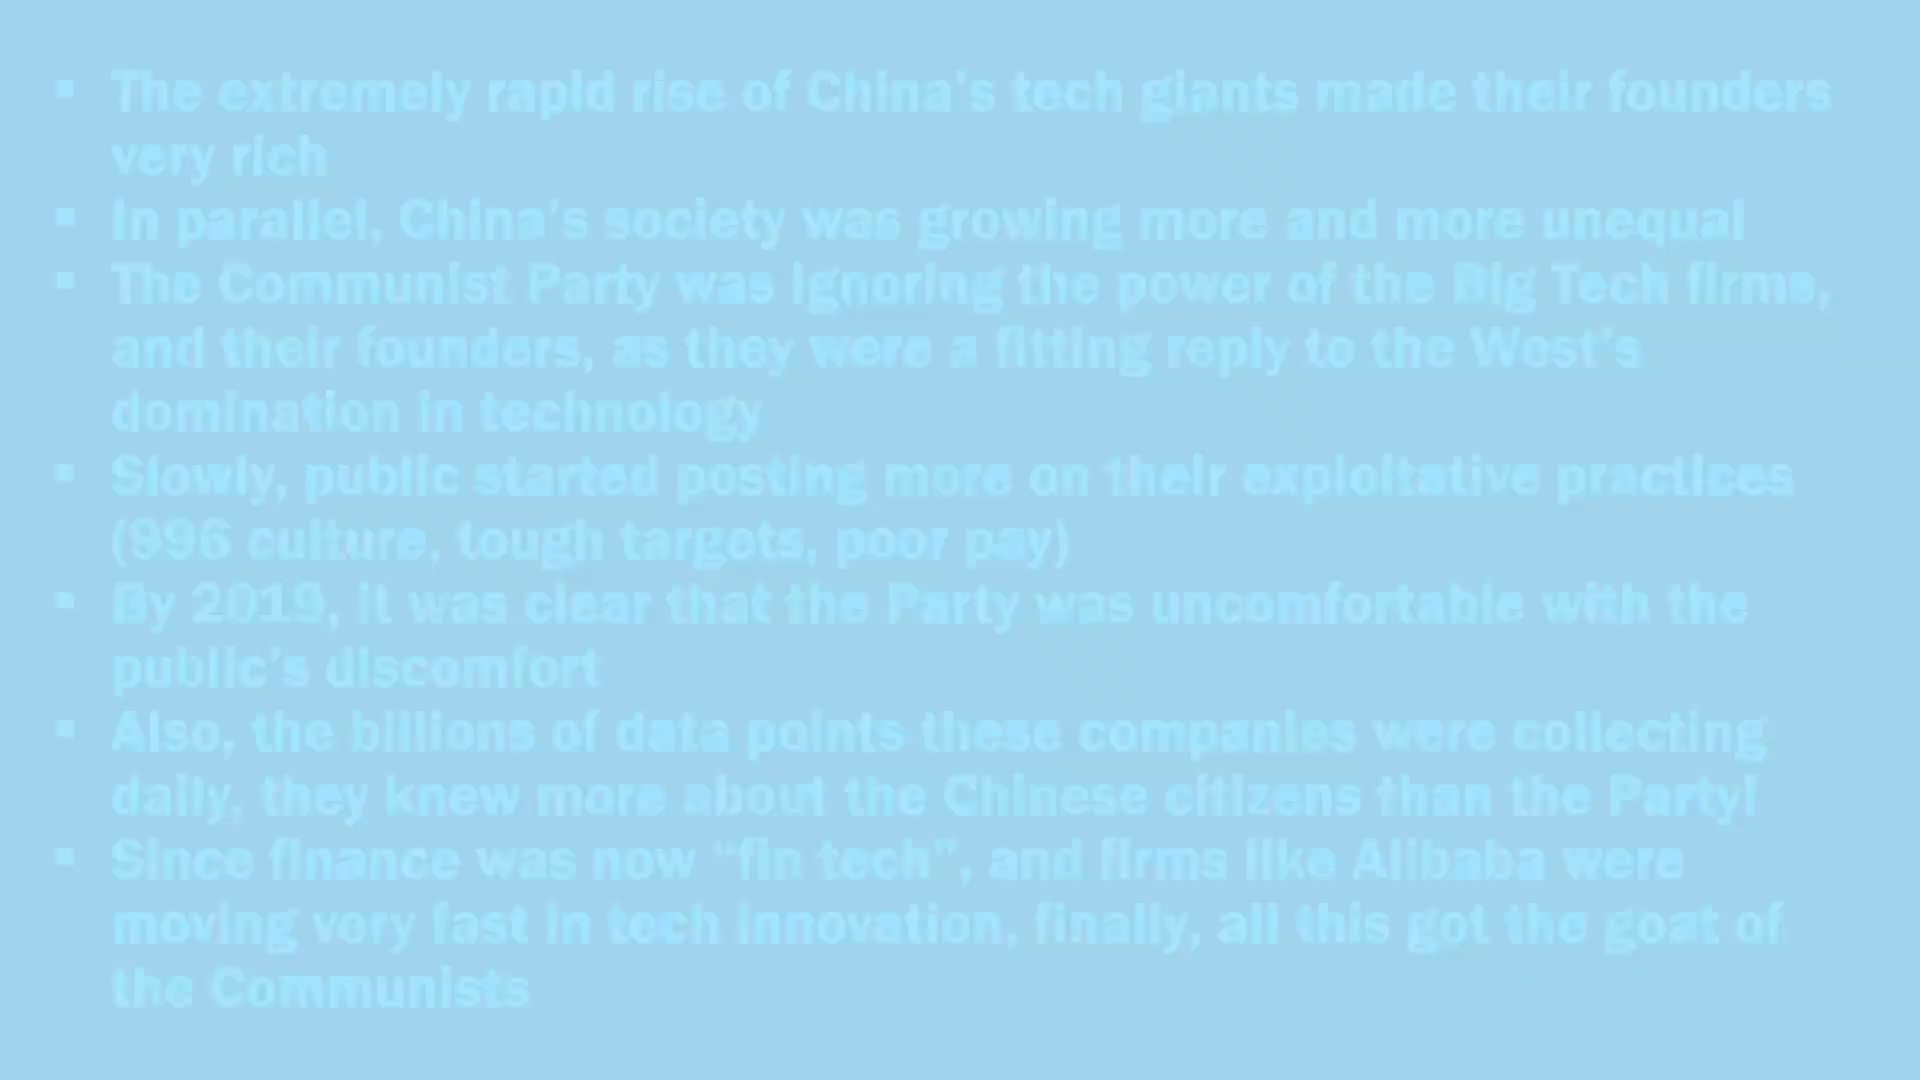 ▪ The extremely rapid rise of China's tech giants made their founders
very rich
▪ In parallel, China's society was growing more and more unequal
▪ The Communist Party was ignoring the power of the Big Tech firms,
and their founders, as they were a fitting reply to the West's
domination in technology
▪ Slowly, public started posting more on their exploitative practices
(996 culture, tough targets, poor pay)
▪ By 2019, it was clear that the Party was uncomfortable with the
public's discomfort
▪ Also, the billions of data points these companies were collecting
daily, they knew more about the Chinese citizens than the Party!
▪ Since finance was now “fin tech”, and firms like Alibaba were
moving very fast in tech innovation, finally, all this got the goat of
the Communists